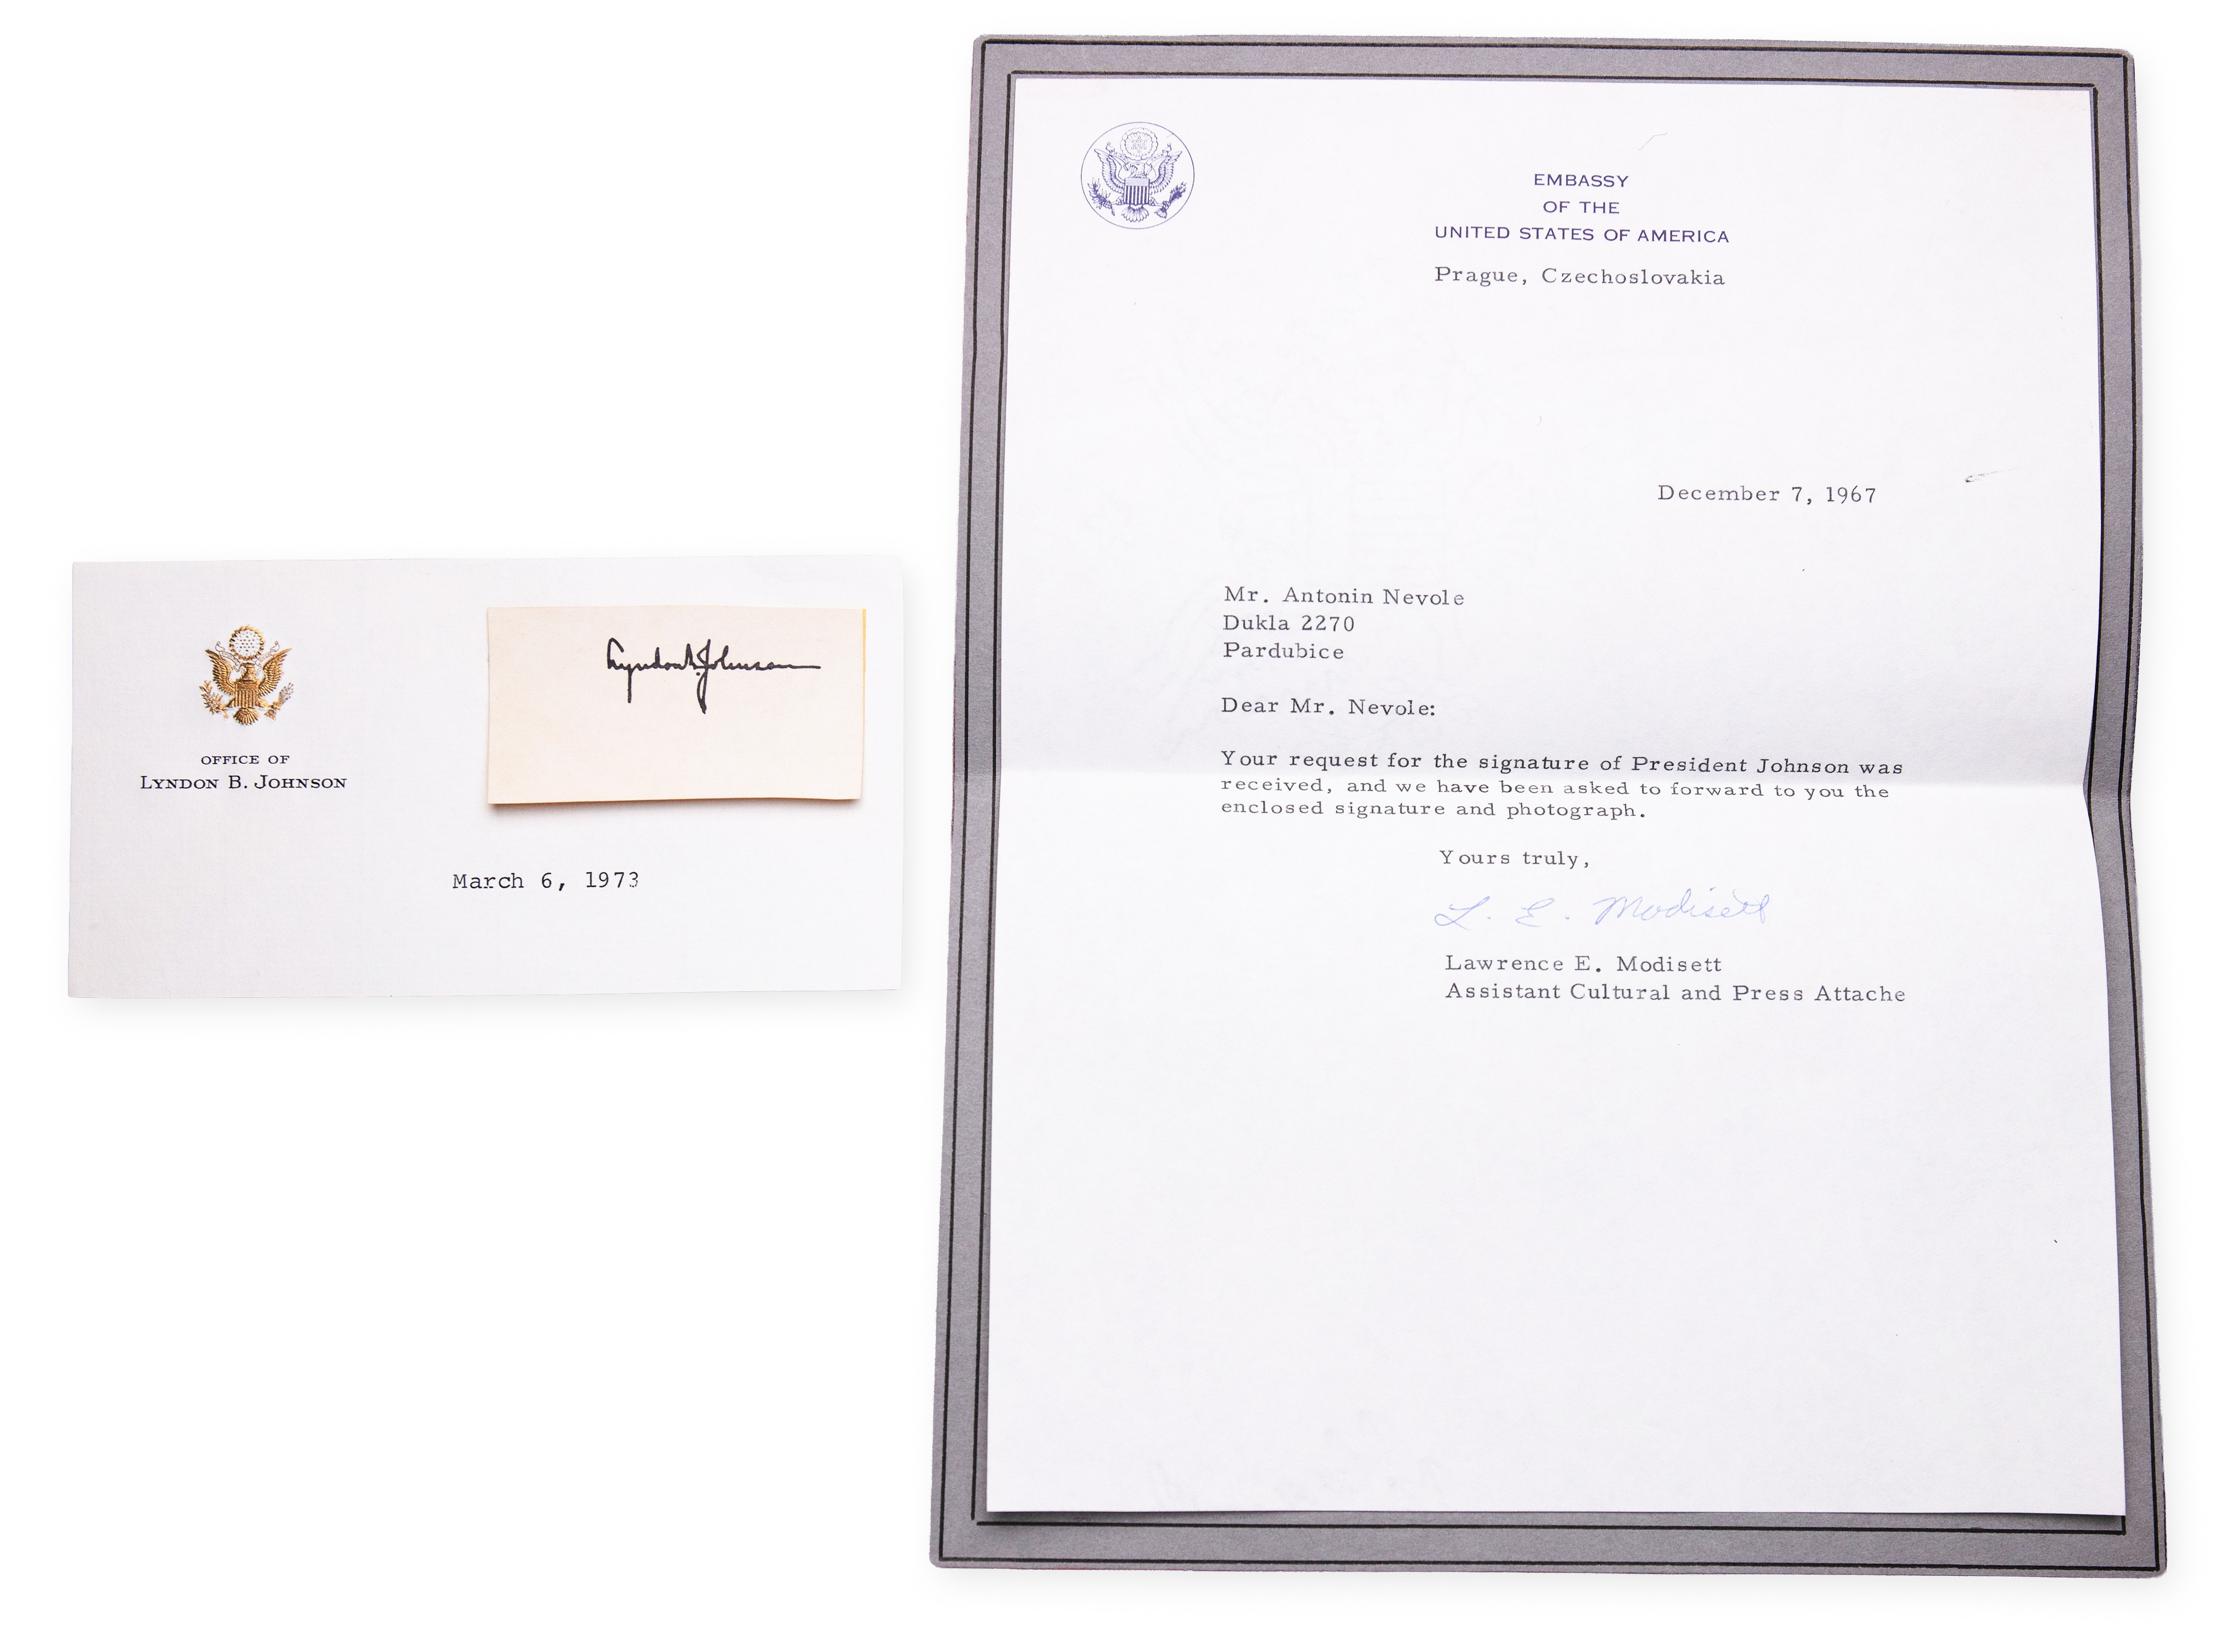 OFFICE OF
LYNDON B. JOHNSON
Lyndon B. Johnson
March 6, 1973
EMBASSY
OF THE
UNITED STATES OF AMERICA
Prague, Czechoslovakia
December 7, 1967
Mr. Antonin Nevole
Dukla 2270
Pardubice
Dear Mr. Nevole:
Your request for the signature of President Johnson was
received, and we have been asked to forward to you the
enclosed signature and photograph.
Yours truly,
L. E. Modisett
Lawrence E. Modisett
Assistant Cultural and Press Attache